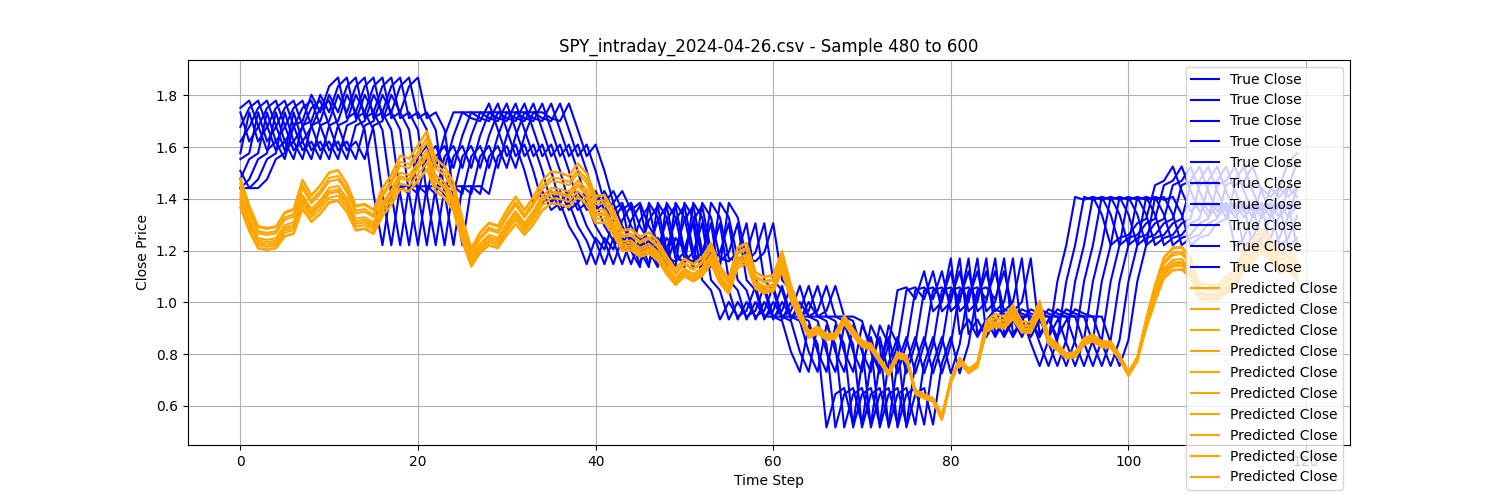 SPY_intraday_2024-04-26.csv - Sample 480 to 600
Close Price
1.8
1.6
1.4
1.2
1.0
0.8
0.6
0
20
40
60
80
100
120
Time Step
True Close
True Close
True Close
True Close
True Close
True Close
True Close
True Close
True Close
True Close
Predicted Close
Predicted Close
Predicted Close
Predicted Close
Predicted Close
Predicted Close
Predicted Close
Predicted Close
Predicted Close
Predicted Close